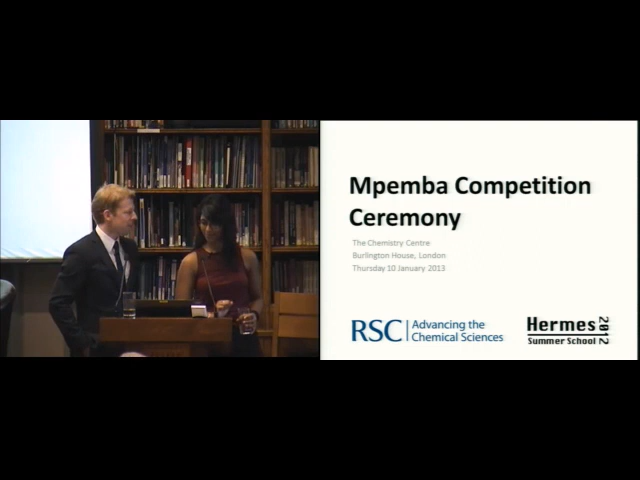 Mpemba Competition
Ceremony
The Chemistry Centre
Burlington House, London
Thursday 10 January 2013
RSC
Advancing the
Chemical Sciences
Hermes 2012
Summer School